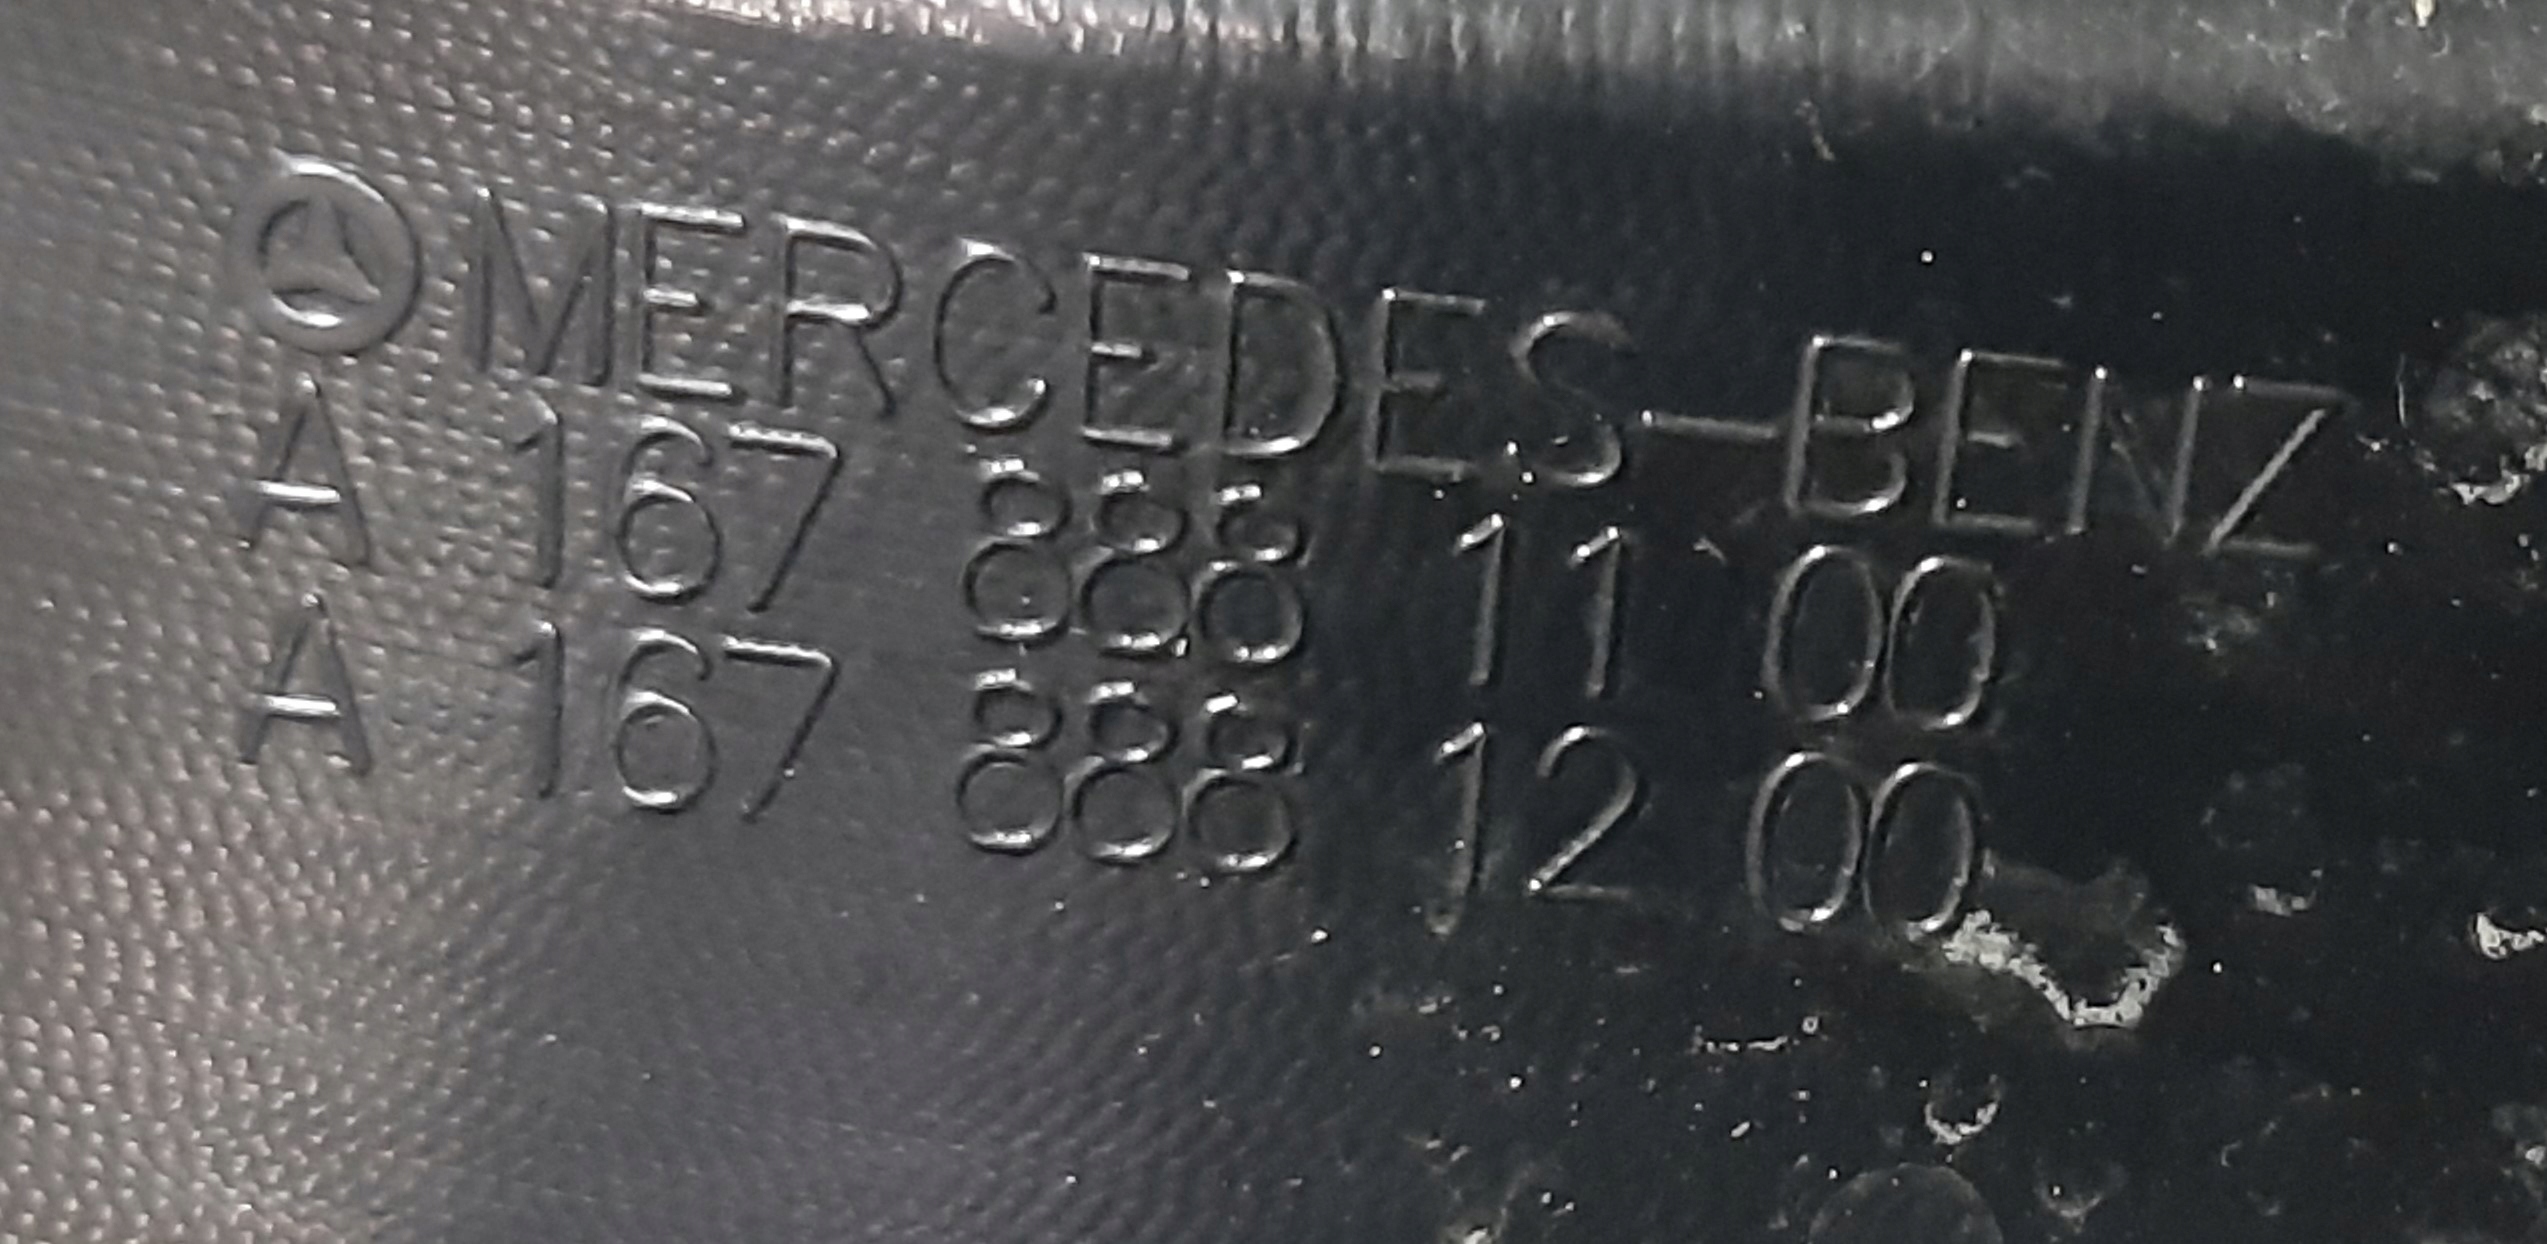 MERCEDES-BENZ
A 167 888 11 00
A 167 888 12 00